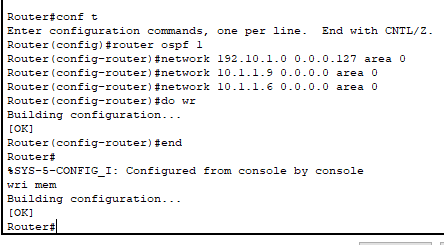 Router#conf t
Enter configuration commands, one per line.  End with CNTL/Z.
Router(config)#router ospf 1
Router(config-router)#network 192.10.1.0 0.0.0.127 area 0
Router(config-router)#network 10.1.1.9 0.0.0.0 area 0
Router(config-router)#network 10.1.1.6 0.0.0.0 area 0
Router(config-router)#do wr
Building configuration...
[OK]
Router(config-router)#end
Router#
%SYS-5-CONFIG_I: Configured from console by console
wri mem
Building configuration...
[OK]
Router#